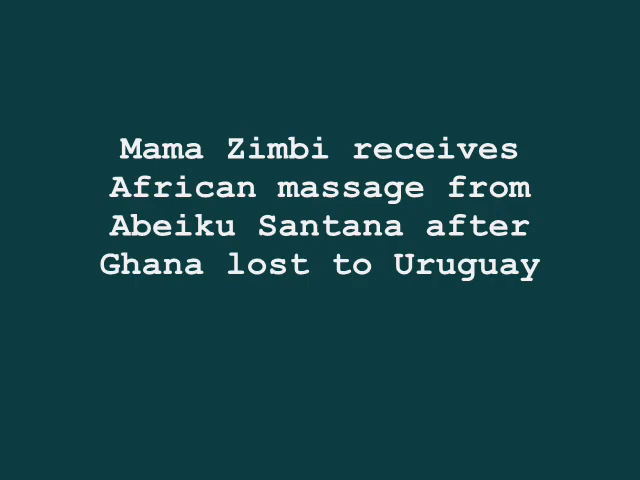 Mama Zimbi receives
African massage from
Abeiku Santana after
Ghana lost to Uruguay